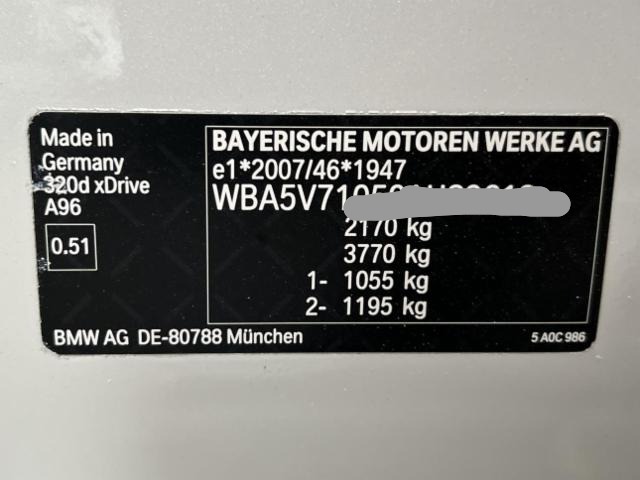 Made in
Germany
320d xDrive
A96
0.51
BAYERISCHE MOTOREN WERKE AG
e1*2007/46*1947
WBA5V71
2170 kg
3770 kg
1- 1055 kg
2- 1195 kg
BMW AG DE-80788 München
5 A0C 986